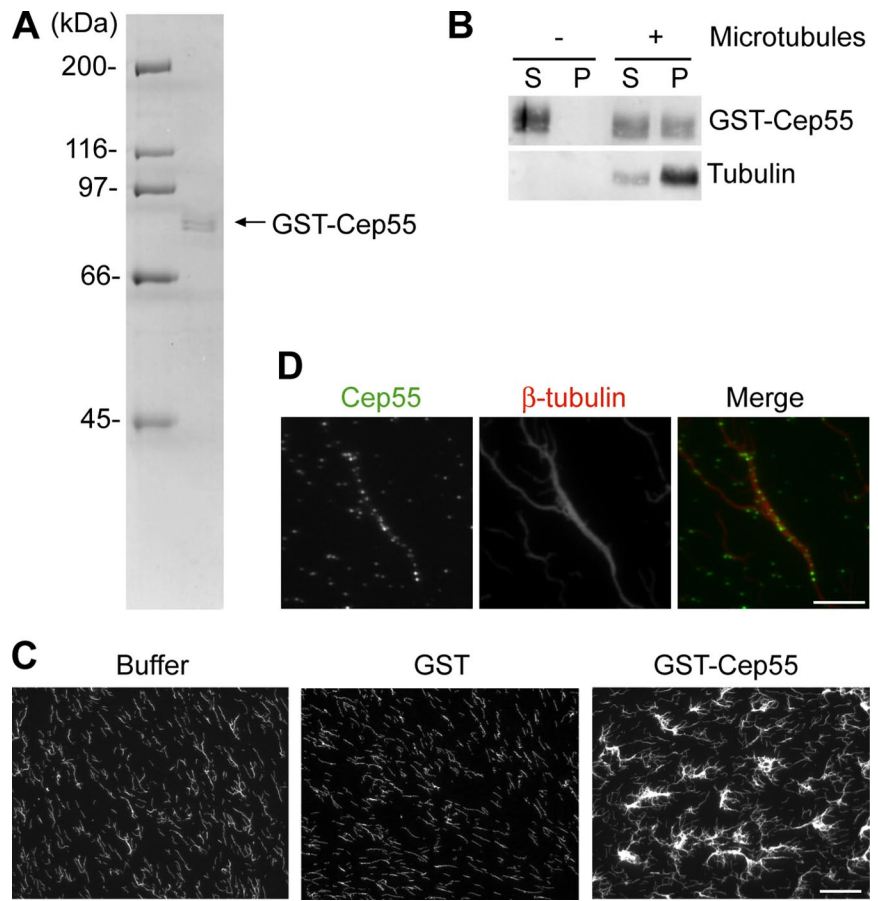 A (kDa)
200-
116-
97-
GST-Cep55
66-
45-
B
- + Microtubules
S P S P
GST-Cep55
Tubulin
D
Cep55 β-tubulin Merge
C
Buffer GST GST-Cep55